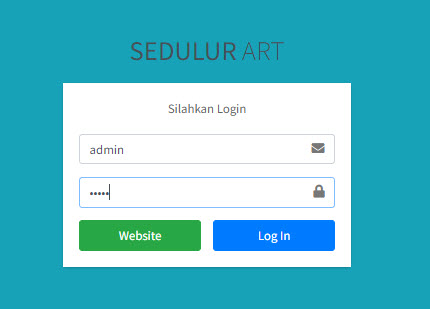 SEDULUR ART
Silahkan Login
admin
•••••
Website Log In